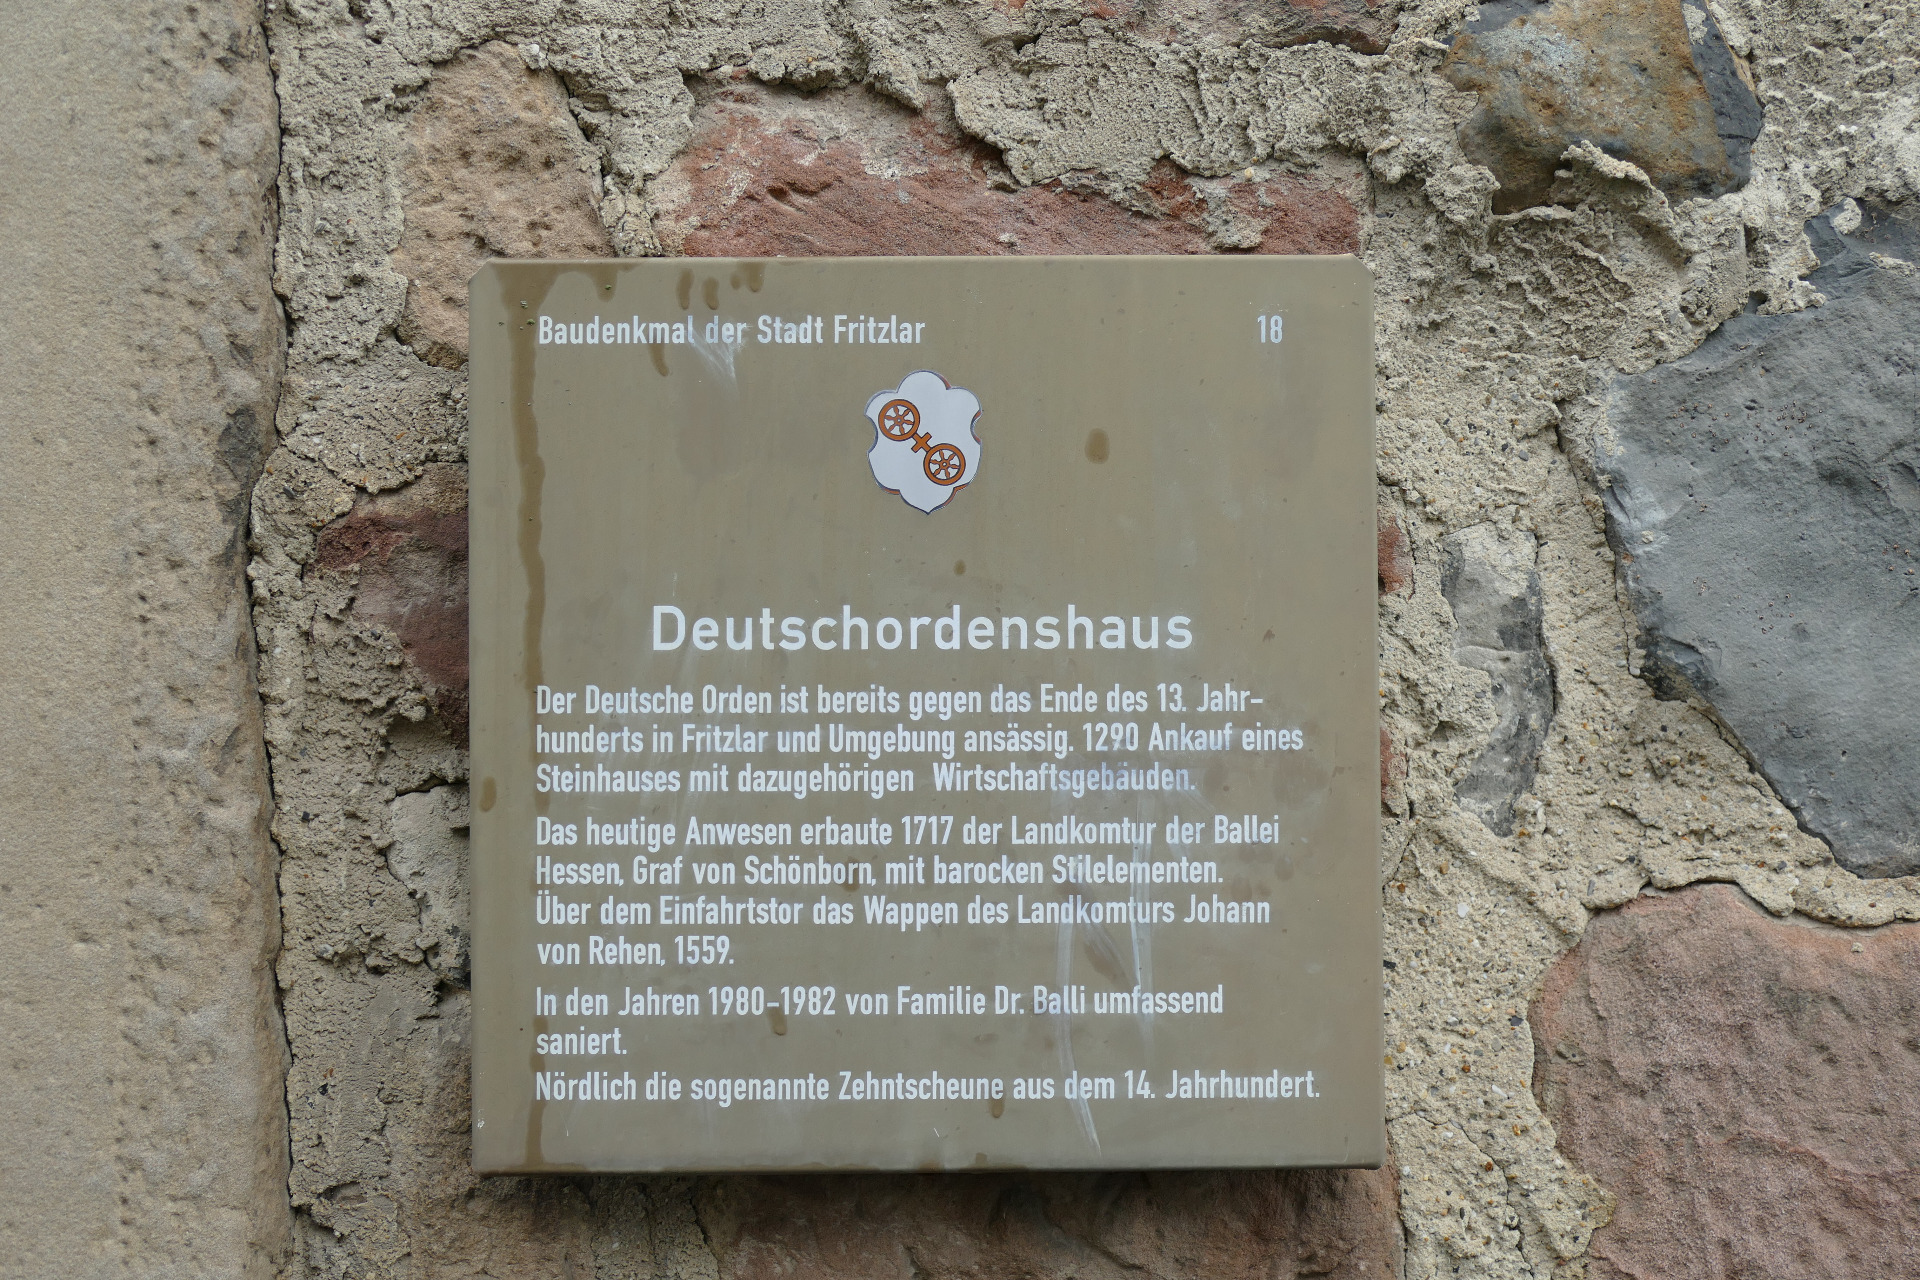 Baudenkmal der Stadt Fritzlar 18
Deutschordenshaus
Der Deutsche Orden ist bereits gegen das Ende des 13. Jahr-
hunderts in Fritzlar und Umgebung ansässig. 1290 Ankauf eines
Steinhauses mit dazugehörigen Wirtschaftsgebäuden.
Das heutige Anwesen erbaute 1717 der Landkomtur der Ballei
Hessen, Graf von Schönborn, mit barocken Stilelementen.
Über dem Einfahrtstor das Wappen des Landkomturs Johann
von Rehen, 1559.
In den Jahren 1980-1982 von Familie Dr. Balli umfassend
saniert.
Nördlich die sogenannte Zehntscheune aus dem 14. Jahrhundert.